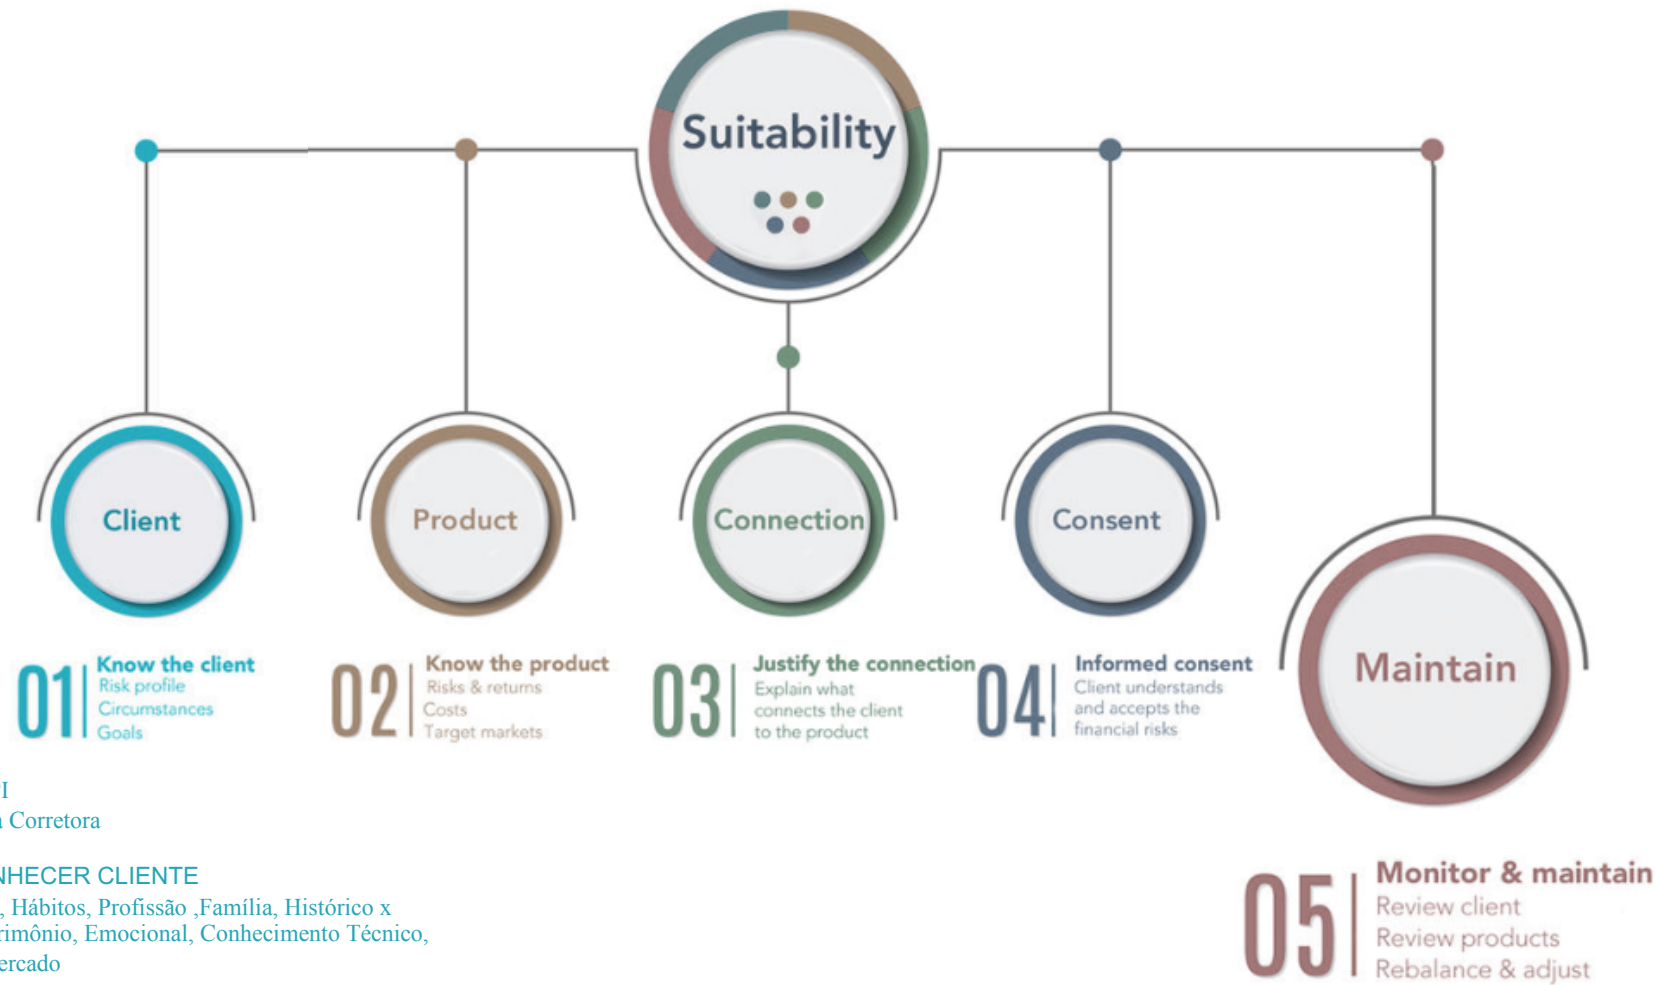 Suitability
Client
Product
Connection
Consent
Maintain
01
Know the client
Risk profile
Circumstances
Goals
02
Know the product
Risks & returns
Costs
Target markets
03
Justify the connection
Explain what
connects the client
to the product
04
Informed consent
Client understands
and accepts the
financial risks
Corretora
CLIENTE
, Hábitos, Profissão ,Família, Histórico x
Emocional, Conhecimento Técnico,
05
Monitor & maintain
Review client
Review products
Rebalance & adjust